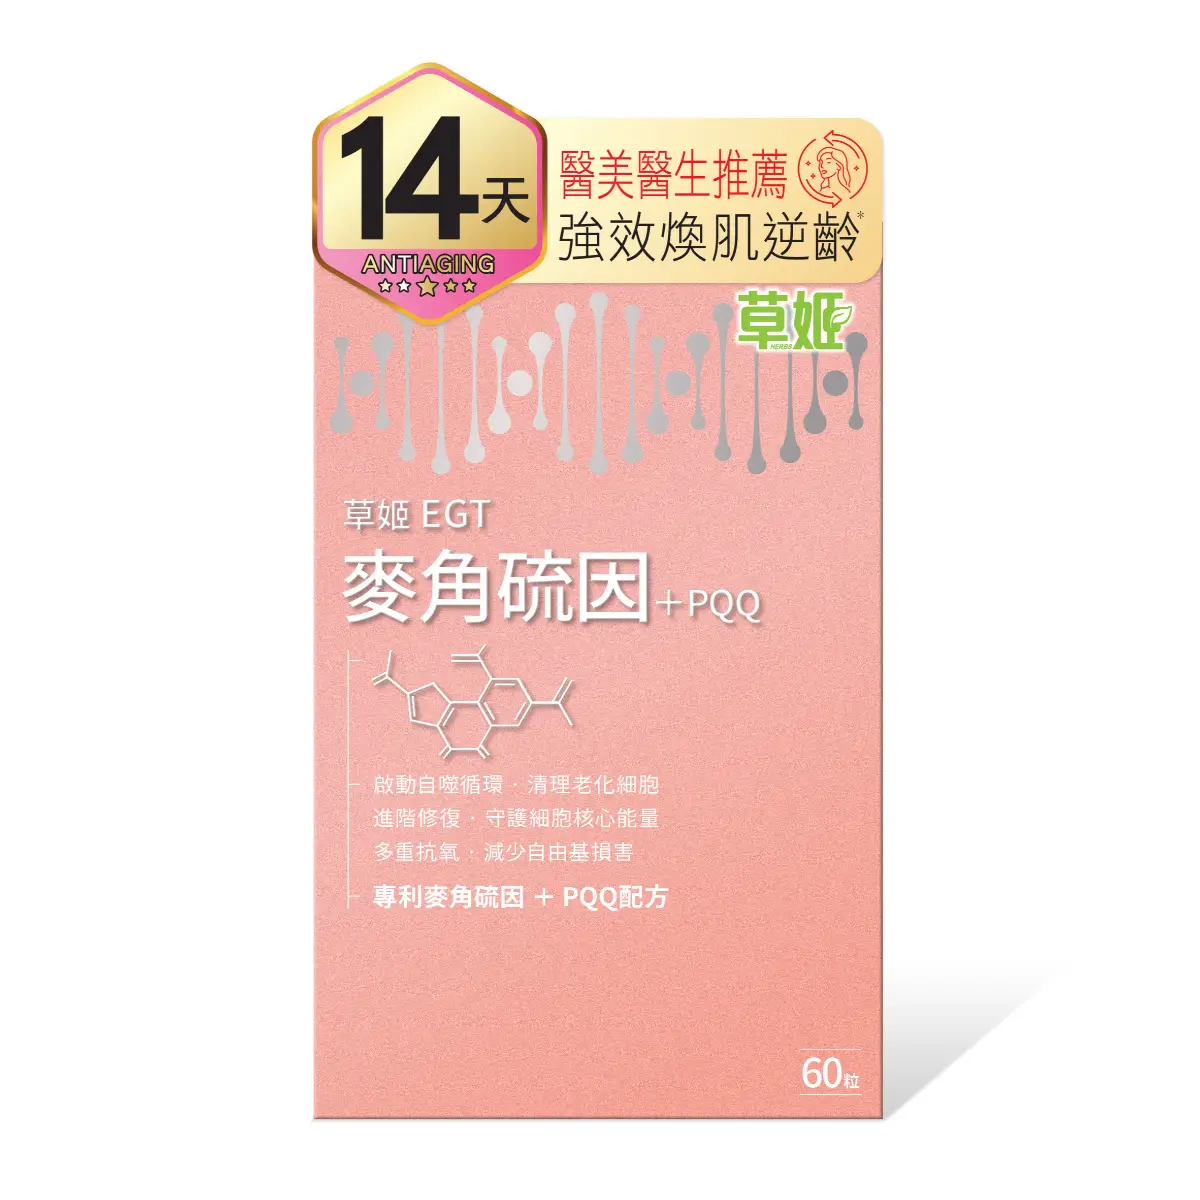 14天
ANTIAGING
醫美醫生推薦
強效煥肌逆齡*
草姬
HERBS
草姬 EGT
麥角硫因+PQQ
啟動自噬循環·清理老化細胞
進階修復·守護細胞核心能量
多重抗氧·減少自由基損害
專利麥角硫因 + PQQ配方
60粒